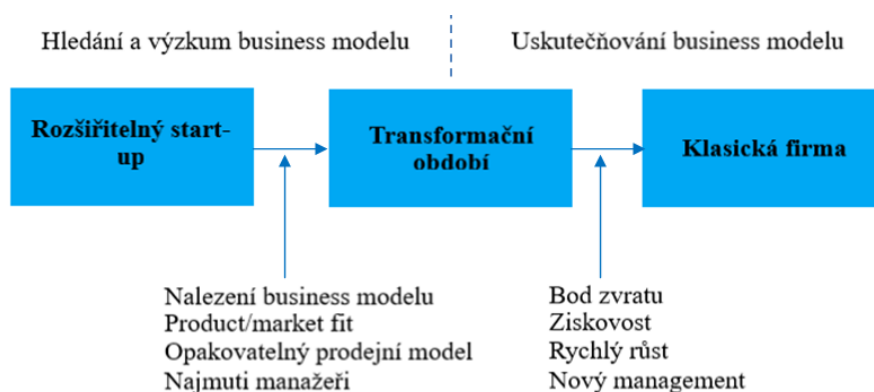 Hledání a výzkum business modelu
Uskutečňování business modelu
Rozšiřitelný start-
up
Transformační
období
Klasická firma
Nalezení business modelu
Product/market fit
Opakovatelný prodejní model
Najmuti manažeři
Bod zvratu
Ziskovost
Rychlý růst
Nový management